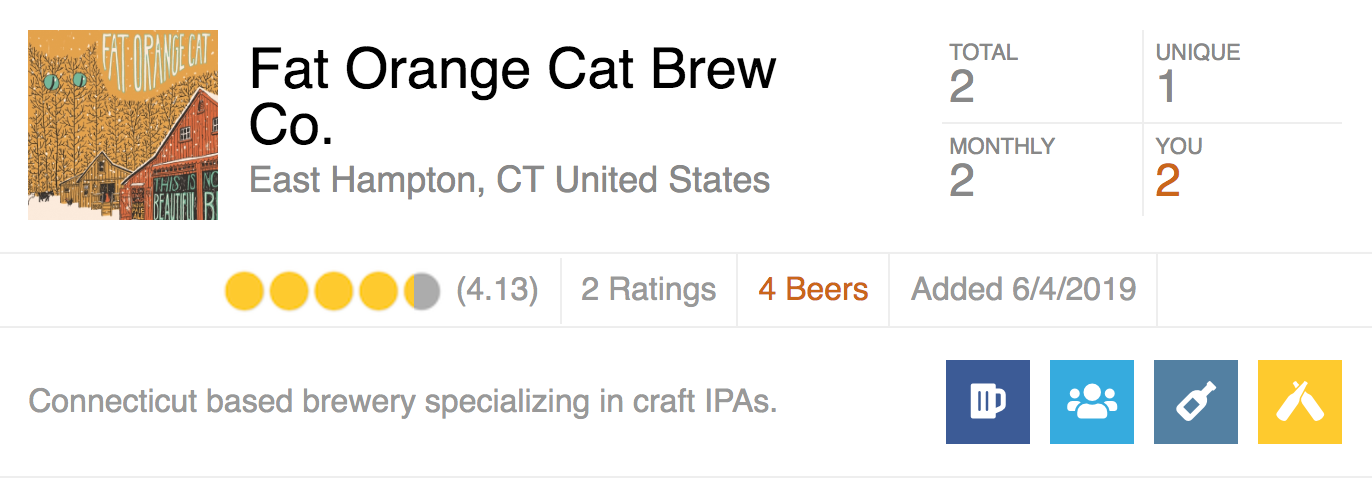 FAT ORANGE CAT
THIS IS NO
BEAUTIFUL B
Fat Orange Cat Brew
Co.
East Hampton, CT United States
TOTAL
2
UNIQUE
1
MONTHLY
2
YOU
2
(4.13)
2 Ratings
4 Beers
Added 6/4/2019
Connecticut based brewery specializing in craft IPAs.